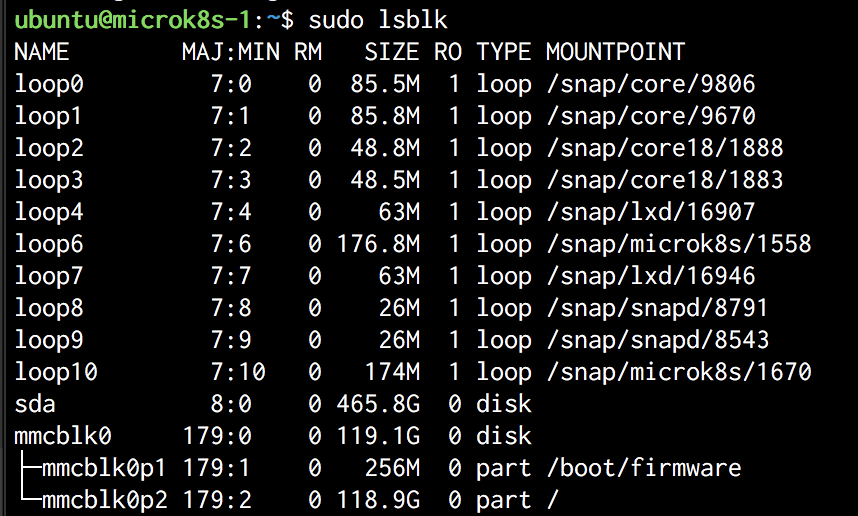 ubuntu@microk8s-1:~$ sudo lsblk
NAME        MAJ:MIN RM   SIZE RO TYPE MOUNTPOINT
loop0         7:0    0  85.5M  1 loop /snap/core/9806
loop1         7:1    0  85.8M  1 loop /snap/core/9670
loop2         7:2    0  48.8M  1 loop /snap/core18/1888
loop3         7:3    0  48.5M  1 loop /snap/core18/1883
loop4         7:4    0    63M  1 loop /snap/lxd/16907
loop6         7:6    0 176.8M  1 loop /snap/microk8s/1558
loop7         7:7    0    63M  1 loop /snap/lxd/16946
loop8         7:8    0    26M  1 loop /snap/snapd/8791
loop9         7:9    0    26M  1 loop /snap/snapd/8543
loop10        7:10   0   174M  1 loop /snap/microk8s/1670
sda           8:0    0 465.8G  0 disk
mmcblk0     179:0    0 119.1G  0 disk
├─mmcblk0p1 179:1    0   256M  0 part /boot/firmware
└─mmcblk0p2 179:2    0 118.9G  0 part /